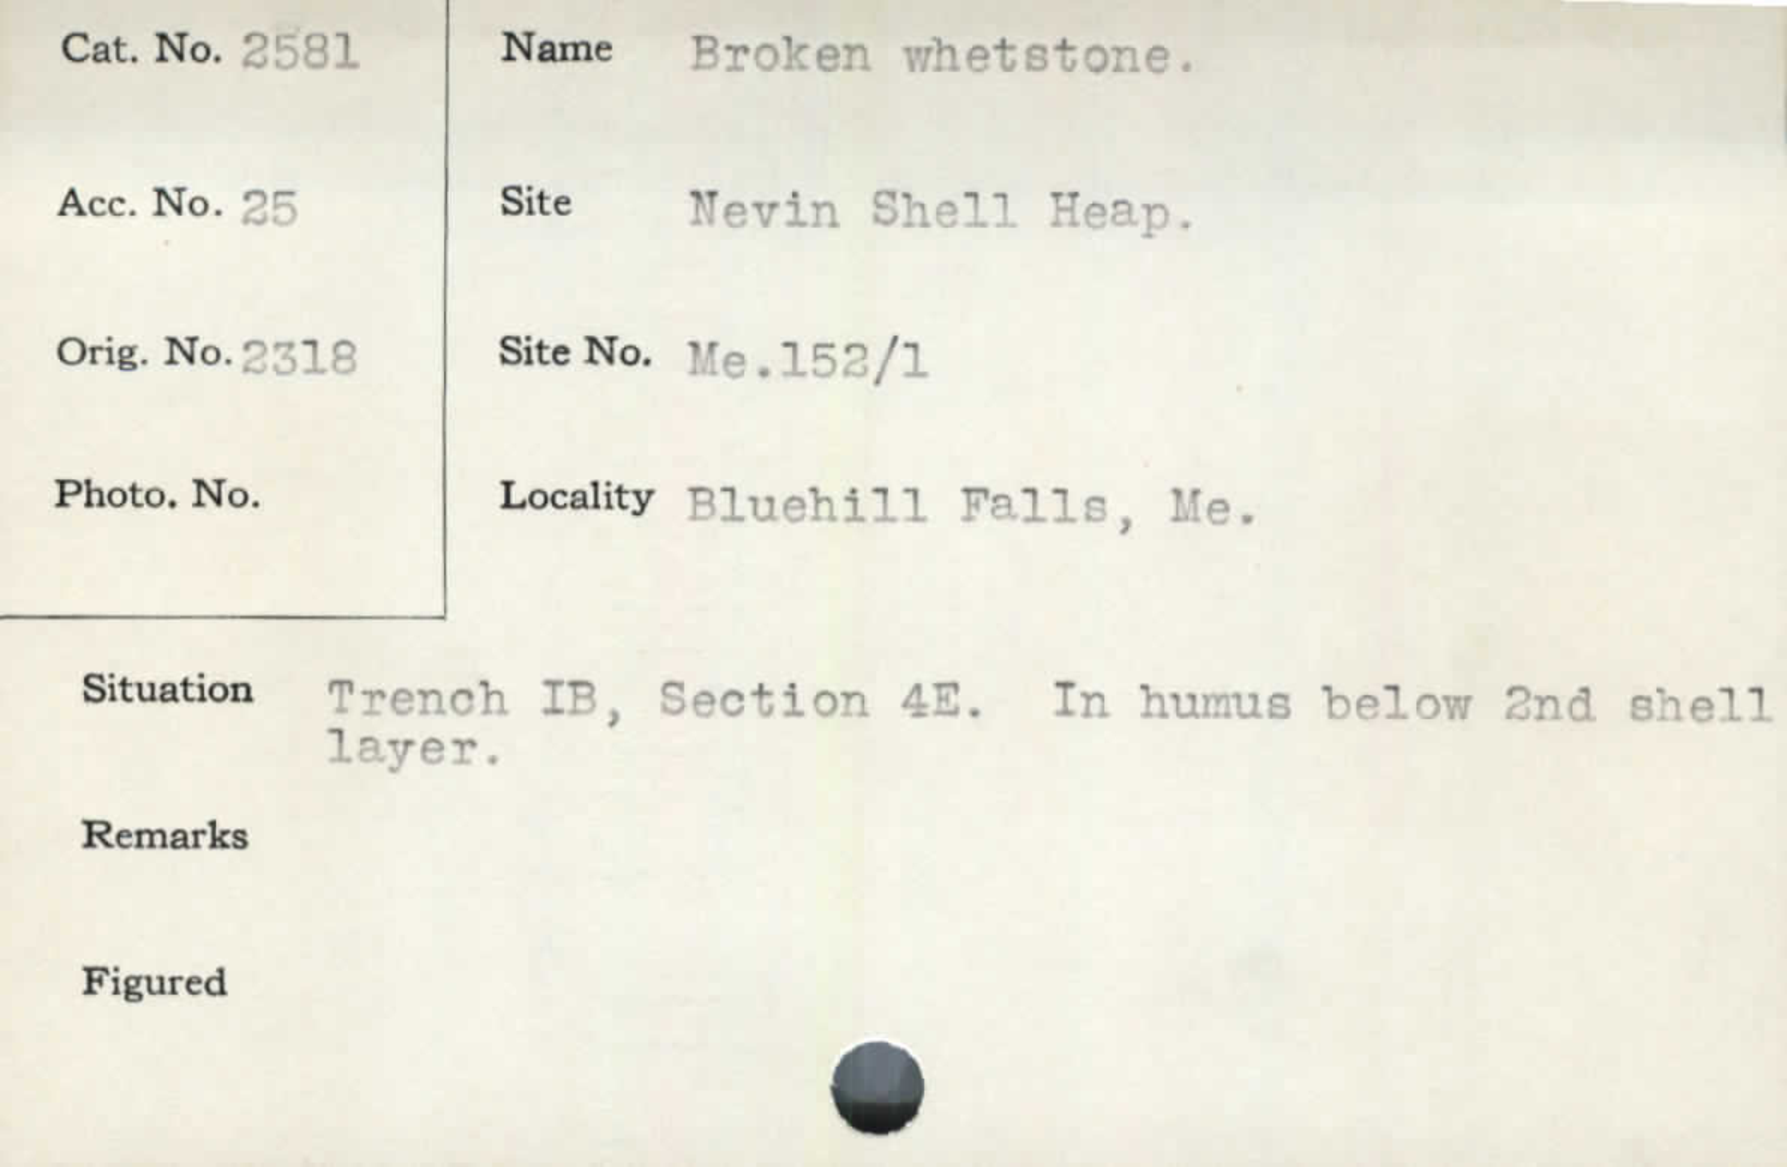 Cat. No. 2581
Name Broken whetstone.
Acc. No. 25
Site Nevin Shell Heap.
Orig. No. 2318
Site No. Me.152/1
Photo. No.
Locality Bluehill Falls, Me.
Situation Trench IB, Section 4E. In humus below 2nd shell
layer.
Remarks
Figured